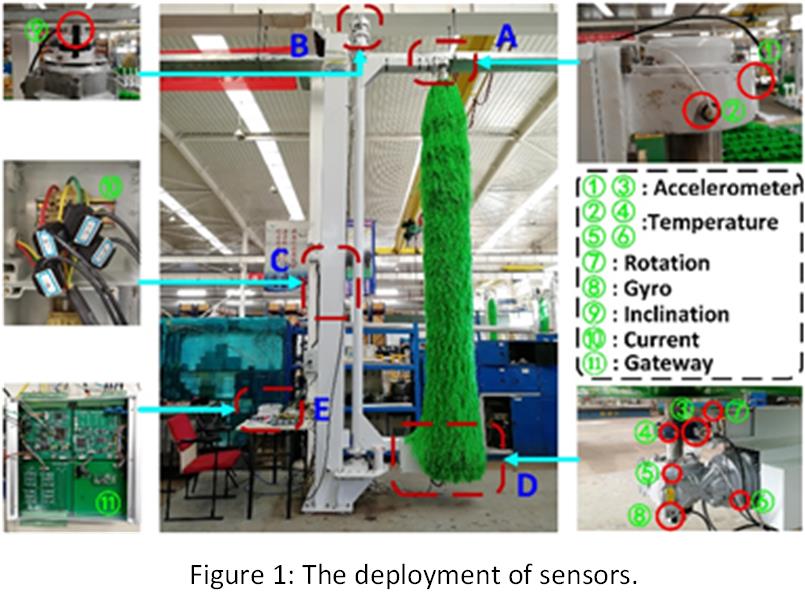 ⑨
B
A
①
②
⑩
C
① ③ : Accelerometer
② ④
:Temperature
⑤ ⑥
⑦ : Rotation
⑧ : Gyro
⑨ : Inclination
⑩ : Current
⑪ : Gateway
E
D
③
⑦
④
⑤
⑥
⑧
⑪
Figure 1: The deployment of sensors.